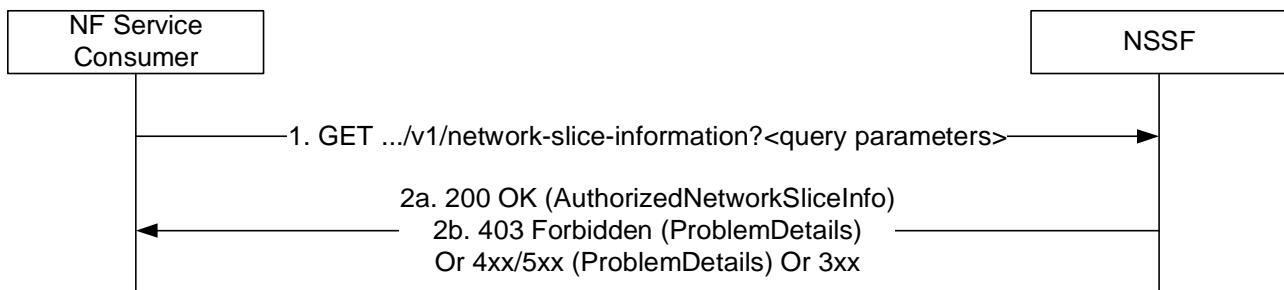 NF Service
Consumer
NSSF
1. GET .../v1/network-slice-information?<query parameters>
2a. 200 OK (AuthorizedNetworkSliceInfo)
2b. 403 Forbidden (ProblemDetails)
Or 4xx/5xx (ProblemDetails) Or 3xx